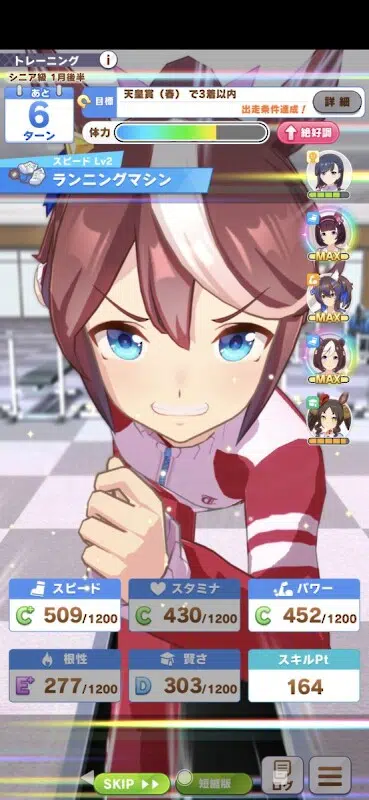 トレーニング i
シニア級 1月後半
あと
6
ターン
目標
天皇賞(春) で3着以内
出走条件達成！
詳細
体力
絶好調
スピード Lv2
ランニングマシン
MAX
MAX
MAX
スピード スタミナ パワー
C+ 509/1200 C 430/1200 C 452/1200
根性 賢さ スキルPt
E+ 277/1200 D 303/1200 164
SKIP 短縮版 ログ